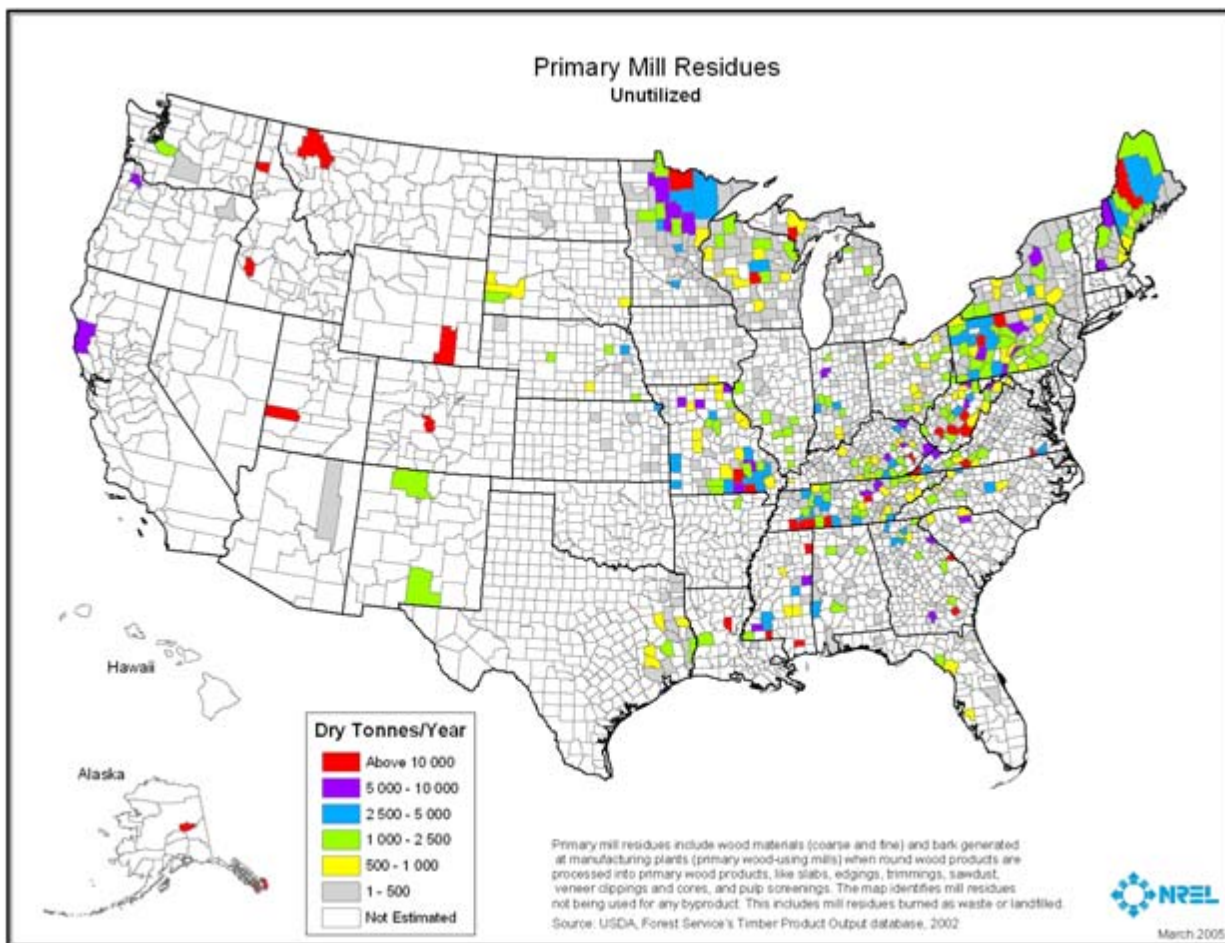 Primary Mill Residues
Unutilized
Hawaii
Alaska
Dry Tonnes/Year
Above 10 000
5 000 - 10 000
2 500 - 5 000
1 000 - 2 500
500 - 1 000
1 - 500
Not Estimated
Primary mill residues include wood materials (coarse and fine) and bark generated
at manufacturing plants (primary wood-using mills) when round wood products are
processed into primary wood products, like slabs, edgings, trimmings, sawdust,
veneer clippings and cores, and pulp screenings. The map identifies mill residues
not being used for any byproduct. This includes mill residues burned as waste or landfilled.
Source: USDA, Forest Service's Timber Product Output database, 2002
NREL
March 2005